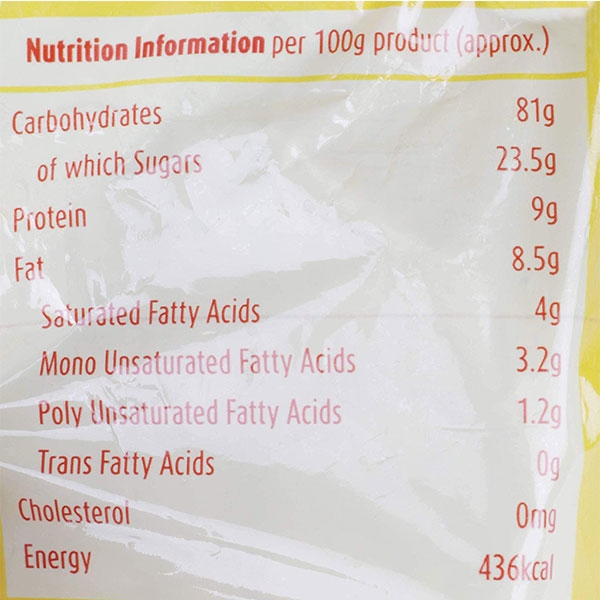 Nutrition Information per 100g product (approx.)
Carbohydrates 81g
of which Sugars 23.5g
Protein 9g
Fat 8.5g
Saturated Fatty Acids 4g
Mono Unsaturated Fatty Acids 3.2g
Poly Unsaturated Fatty Acids 1.2g
Trans Fatty Acids 0g
Cholesterol 0mg
Energy 436kcal